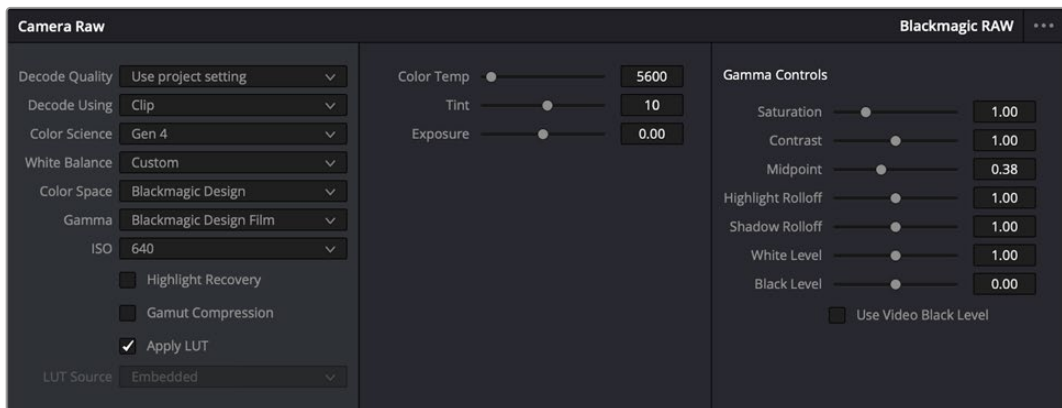 Camera Raw
Blackmagic RAW
Decode Quality Use project setting
Decode Using Clip
Color Science Gen 4
White Balance Custom
Color Space Blackmagic Design
Gamma Blackmagic Design Film
ISO 640
Highlight Recovery
Gamut Compression
Apply LUT
LUT Source Embedded
Color Temp 5600
Tint 10
Exposure 0.00
Gamma Controls
Saturation 1.00
Contrast 1.00
Midpoint 0.38
Highlight Rolloff 1.00
Shadow Rolloff 1.00
White Level 1.00
Black Level 0.00
Use Video Black Level